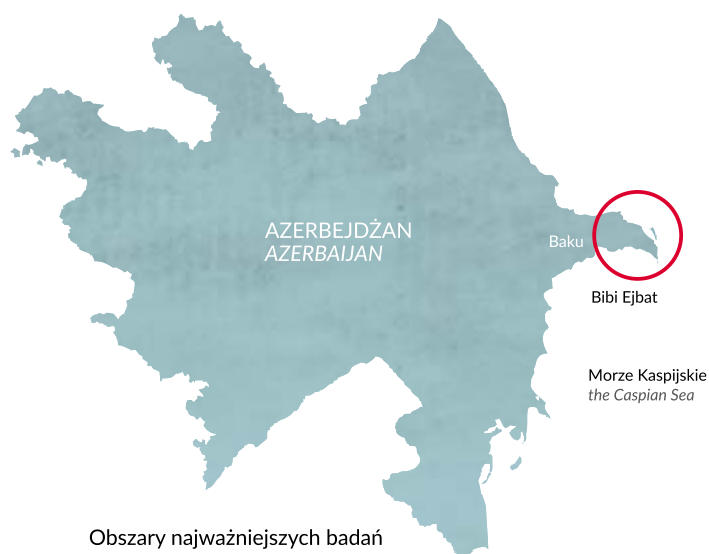 AZERBEJDŻAN
AZERBAIJAN
Baku
Bibi Ejbat
Morze Kaspijskie
the Caspian Sea
Obszary najważniejszych badań